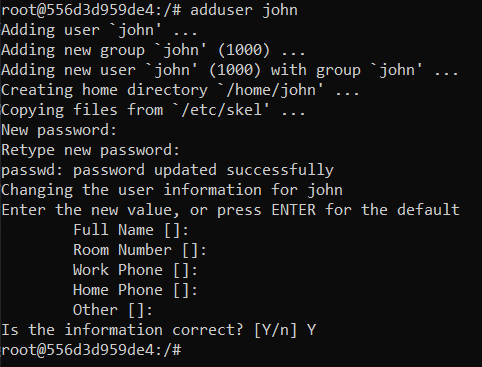 root@556d3d959de4:/# adduser john
Adding user `john' ...
Adding new group `john' (1000) ...
Adding new user `john' (1000) with group `john' ...
Creating home directory `/home/john' ...
Copying files from `/etc/skel' ...
New password:
Retype new password:
passwd: password updated successfully
Changing the user information for john
Enter the new value, or press ENTER for the default
        Full Name []:
        Room Number []:
        Work Phone []:
        Home Phone []:
        Other []:
Is the information correct? [Y/n] Y
root@556d3d959de4:/#